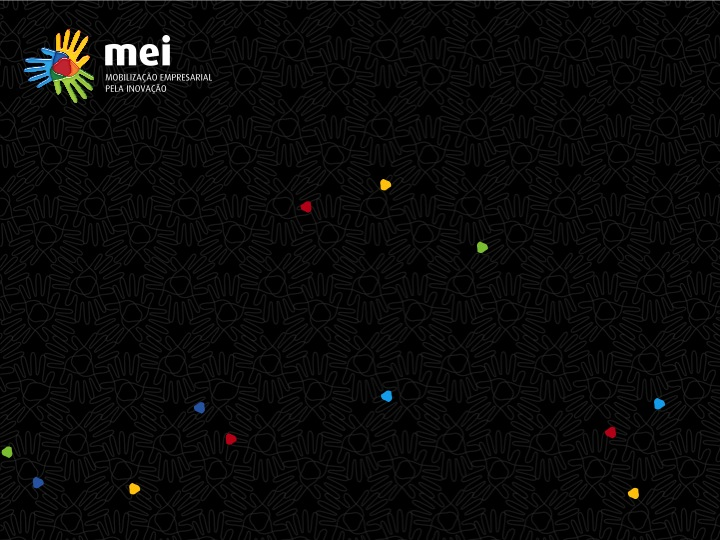 mei
MOBILIZAÇÃO EMPRESARIAL
PELA INOVAÇÃO